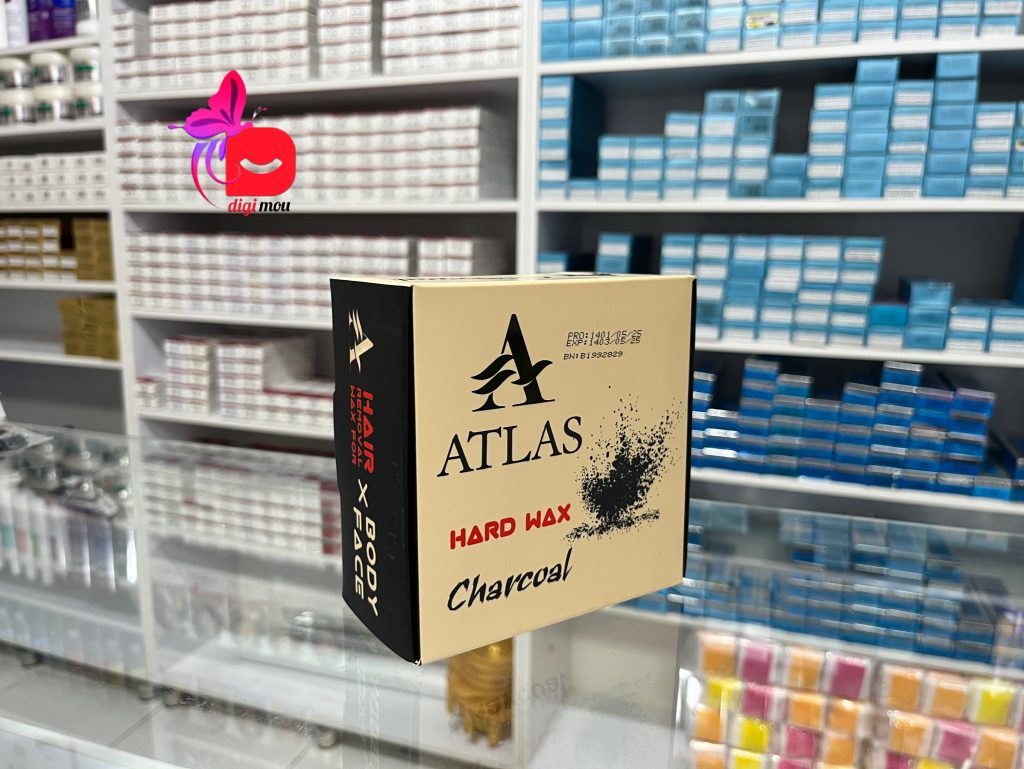 digi mou
PRO:1401/05/25
EXP:1403/05/25
BN:B1992829
ATLAS
HARD WAX
Charcoal
HAIR
REMOVAL
WAX FOR
X BODY
X FACE